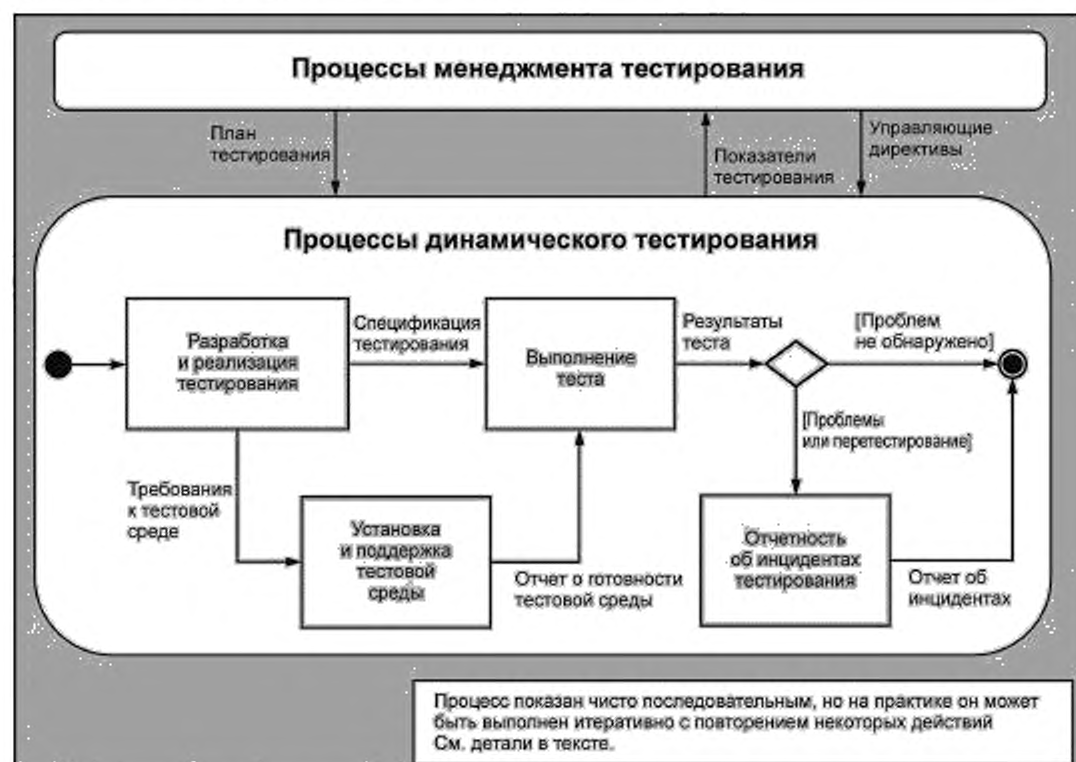 Процессы менеджмента тестирования
План
тестирования
Показатели
тестирования
Управляющие
директивы
Процессы динамического тестирования
Разработка
и реализация
тестирования
Спецификация
тестирования
Выполнение
теста
Результаты
теста
[Проблем
не обнаружено]
[Проблемы
или перетестирование]
Требования
к тестовой
среде
Установка
и поддержка
тестовой
среды
Отчет о готовности
тестовой среды
Отчетность
об инцидентах
тестирования
Отчет об
инцидентах
Процесс показан чисто последовательным, но на практике он может
быть выполнен итеративно с повторением некоторых действий
См. детали в тексте.